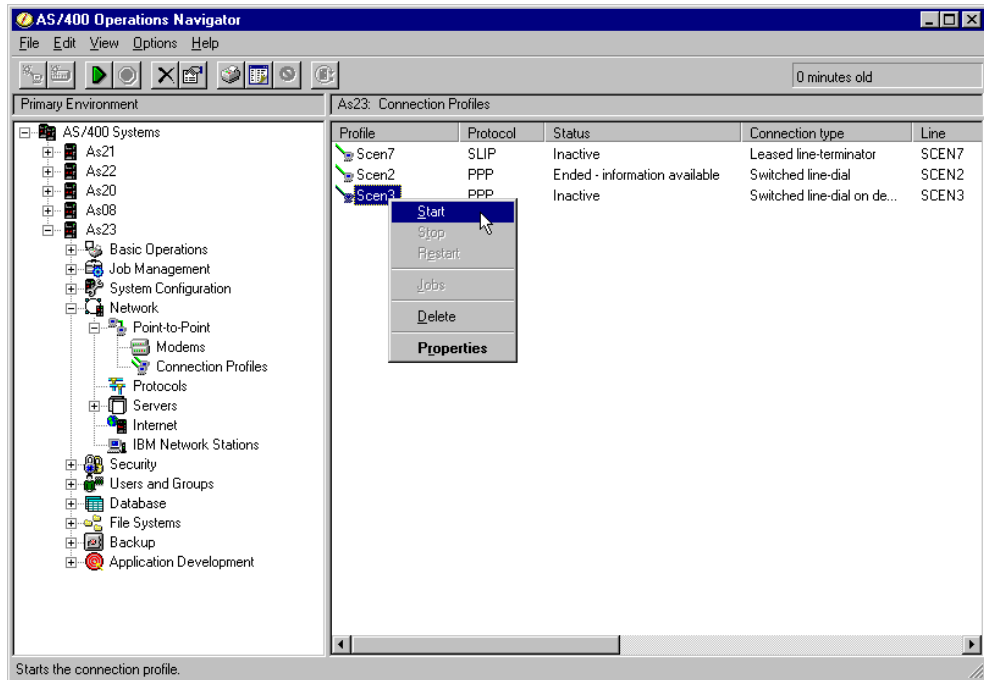 AS/400 Operations Navigator
File Edit View Options Help
0 minutes old
Primary Environment
As23: Connection Profiles
AS/400 Systems
As21
As22
As20
As08
As23
Basic Operations
Job Management
System Configuration
Network
Point-to-Point
Modems
Connection Profiles
Protocols
Servers
Internet
IBM Network Stations
Security
Users and Groups
Database
File Systems
Backup
Application Development
Profile Protocol Status Connection type Line
Scen7 SLIP Inactive Leased line-terminator SCEN7
Scen2 PPP Ended - information available Switched line-dial SCEN2
Scen3 PPP Inactive Switched line-dial on de... SCEN3
Start
Stop
Restart
Jobs
Delete
Properties
Starts the connection profile.